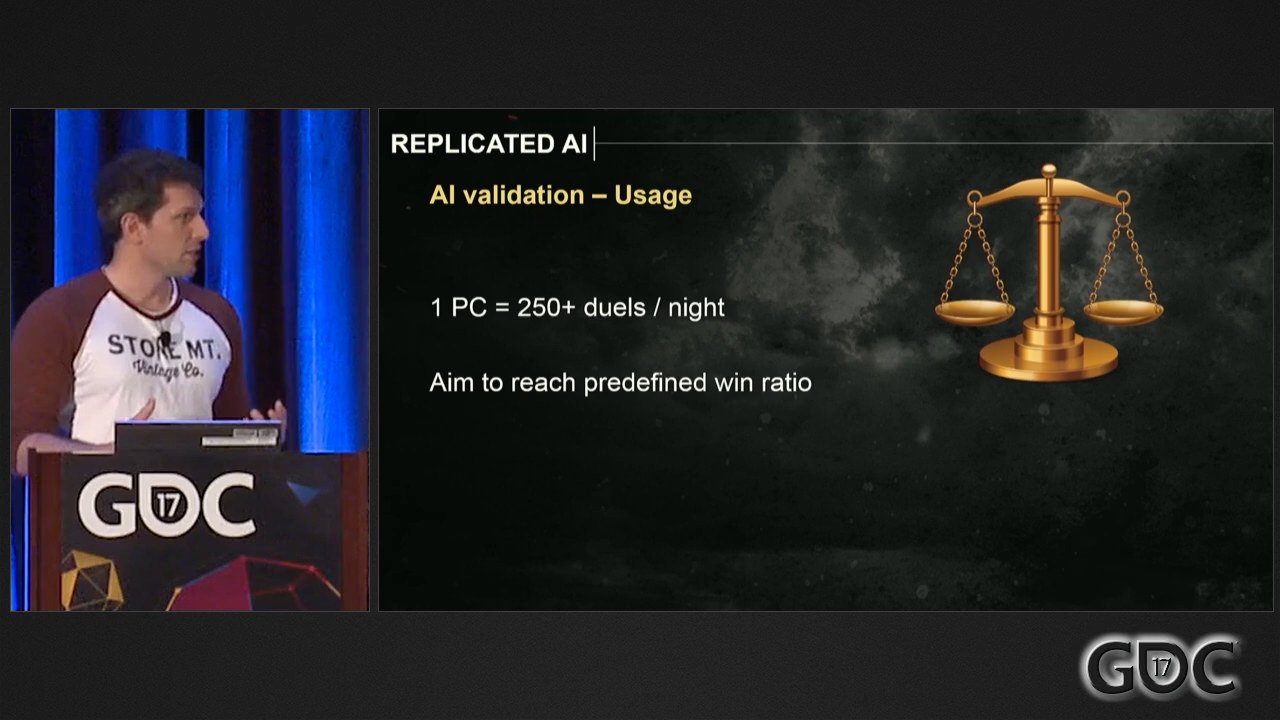 REPLICATED AI
AI validation – Usage
1 PC = 250+ duels / night
Aim to reach predefined win ratio
STONE MT.
Vintage Co.
GDC
17
GDC
17